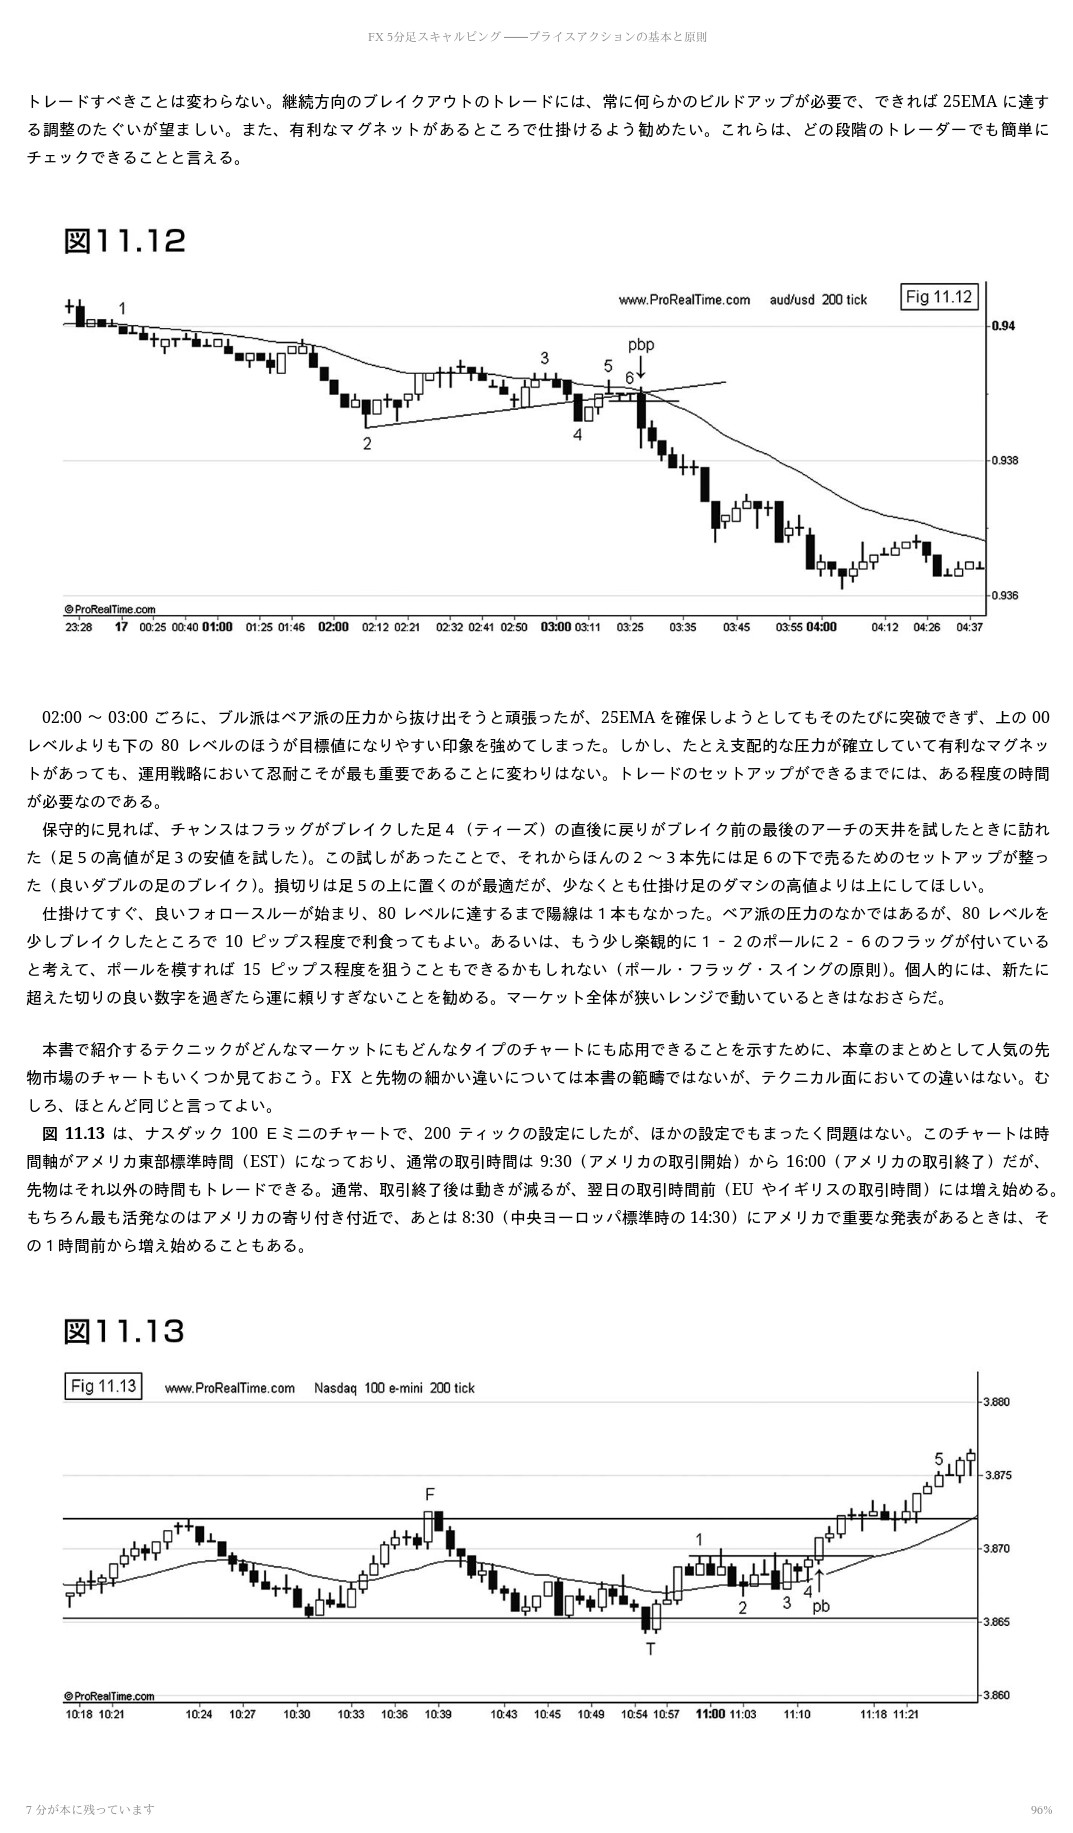 FX 5分足スキャルピング ――プライスアクションの基本と原則
トレードすべきことは変わらない。継続方向のブレイクアウトのトレードには、常に何らかのビルドアップが必要で、できれば 25EMA に達す
る調整のたぐいが望ましい。また、有利なマグネットがあるところで仕掛けるよう勧めたい。これらは、どの段階のトレーダーでも簡単に
チェックできることと言える。
図11.12
www.ProRealTime.com aud/usd 200 tick Fig 11.12
1
pbp
3
5
6
2
4
0.94
0.938
0.936
©ProRealTime.com
23:28 17 00:25 00:40 01:00 01:25 01:46 02:00 02:12 02:21 02:32 02:41 02:50 03:00 03:11 03:25 03:35 03:45 03:55 04:00 04:12 04:26 04:37
02:00 ～ 03:00 ごろに、ブル派はベア派の圧力から抜け出そうと頑張ったが、25EMA を確保しようとしてもそのたびに突破できず、上の 00
レベルよりも下の 80 レベルのほうが目標値になりやすい印象を強めてしまった。しかし、たとえ支配的な圧力が確立していて有利なマグネッ
トがあっても、運用戦略において忍耐こそが最も重要であることに変わりはない。トレードのセットアップができるまでには、ある程度の時間
が必要なのである。
保守的に見れば、チャンスはフラッグがブレイクした足４（ティーズ）の直後に戻りがブレイク前の最後のアーチの天井を試したときに訪れ
た（足５の高値が足３の安値を試した）。この試しがあったことで、それからほんの２～３本先には足６の下で売るためのセットアップが整っ
た（良いダブルの足のブレイク）。損切りは足５の上に置くのが最適だが、少なくとも仕掛け足のダマシの高値よりは上にしてほしい。
仕掛けてすぐ、良いフォロースルーが始まり、80 レベルに達するまで陽線は１本もなかった。ベア派の圧力のなかではあるが、80 レベルを
少しブレイクしたところで 10 ピップス程度で利食ってもよい。あるいは、もう少し楽観的に１‐２のポールに２‐６のフラッグが付いている
と考えて、ポールを模すれば 15 ピップス程度を狙うこともできるかもしれない（ポール・フラッグ・スイングの原則）。個人的には、新たに
超えた切りの良い数字を過ぎたら運に頼りすぎないことを勧める。マーケット全体が狭いレンジで動いているときはなおさらだ。
本書で紹介するテクニックがどんなマーケットにもどんなタイプのチャートにも応用できることを示すために、本章のまとめとして人気の先
物市場のチャートもいくつか見ておこう。FX と先物の細かい違いについては本書の範疇ではないが、テクニカル面においての違いはない。む
しろ、ほとんど同じと言ってよい。
図 11.13 は、ナスダック 100 Ｅミニのチャートで、200 ティックの設定にしたが、ほかの設定でもまったく問題はない。このチャートは時
間軸がアメリカ東部標準時間（EST）になっており、通常の取引時間は 9:30（アメリカの取引開始）から 16:00（アメリカの取引終了）だが、
先物はそれ以外の時間もトレードできる。通常、取引終了後は動きが減るが、翌日の取引時間前（EU やイギリスの取引時間）には増え始める。
もちろん最も活発なのはアメリカの寄り付き付近で、あとは 8:30（中央ヨーロッパ標準時の 14:30）にアメリカで重要な発表があるときは、そ
の１時間前から増え始めることもある。
図11.13
Fig 11.13 www.ProRealTime.com Nasdaq 100 e-mini 200 tick
3.880
5
3.875
F
1
3.870
4
2 3 pb
3.865
T
©ProRealTime.com
3.860
10:18 10:21 10:24 10:27 10:30 10:33 10:36 10:39 10:43 10:45 10:49 10:54 10:57 11:00 11:03 11:10 11:18 11:21
7 分が本に残っています 96%